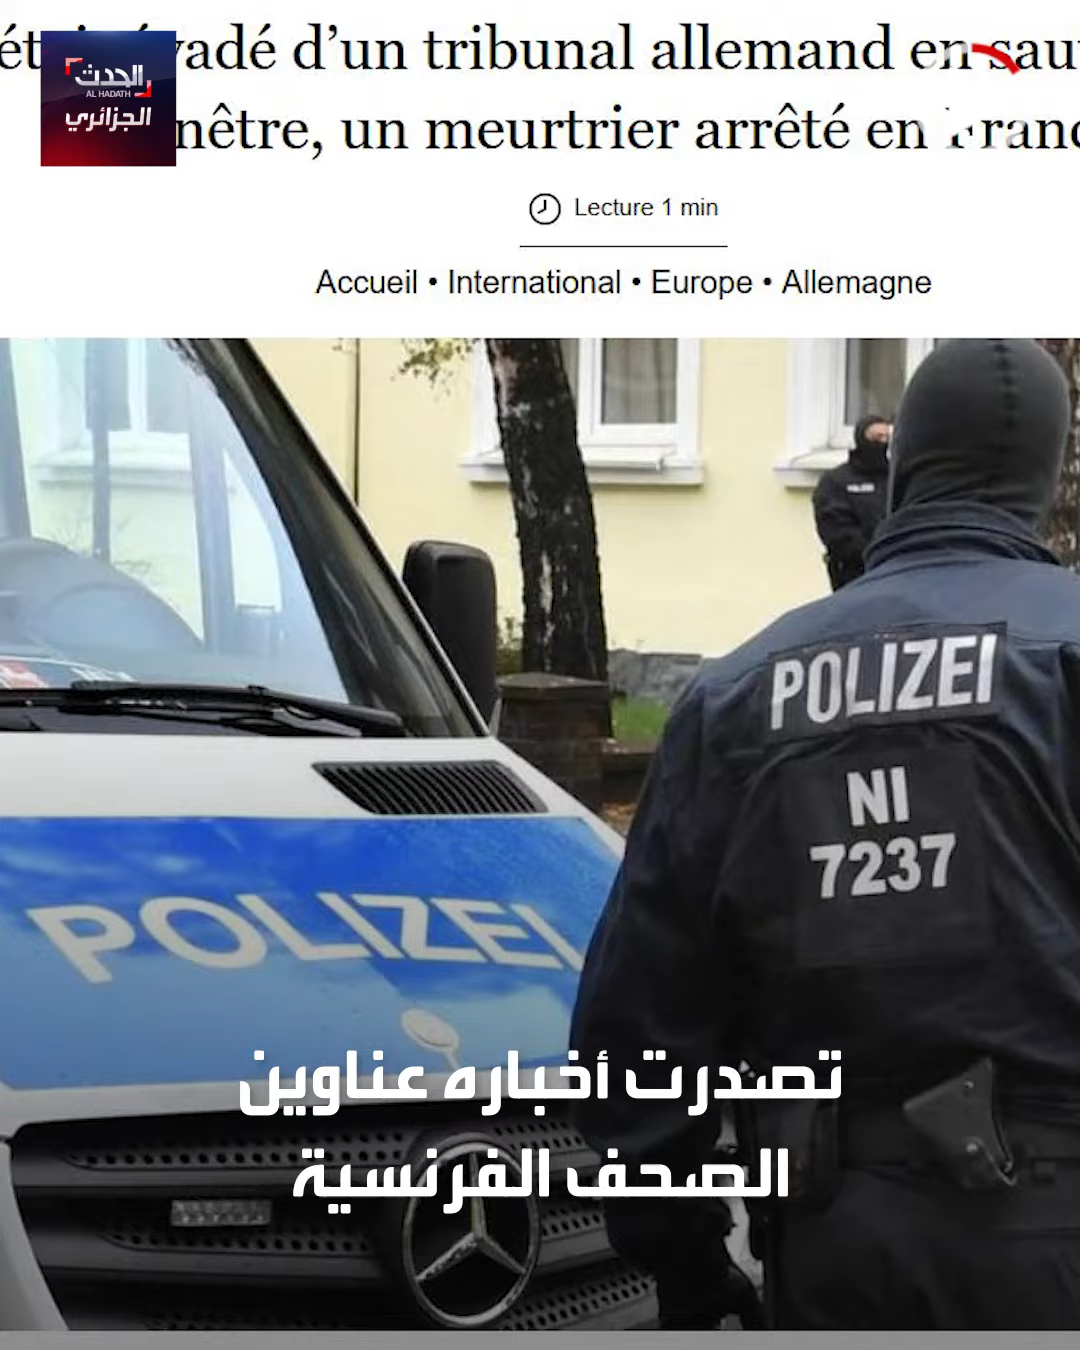 vadé d’un tribunal allemand en
nêtre, un meurtrier arrêté en
الحدث
AL HADATH
الجزائري
Lecture 1 min
Accueil • International • Europe • Allemagne
POLIZEI
NI
7237
POLIZEI
تصدرت أخباره عناوين
الصحف الفرنسية